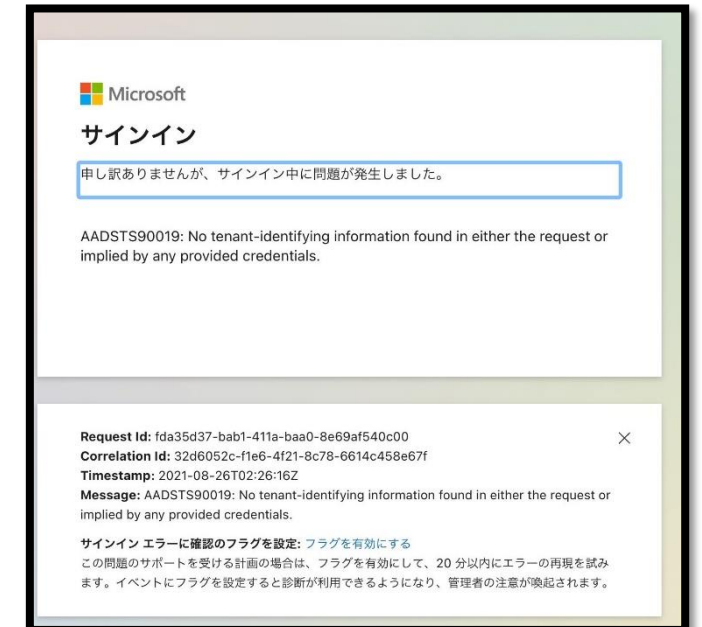 Microsoft
サインイン
申し訳ありませんが、サインイン中に問題が発生しました。
AADSTS90019: No tenant-identifying information found in either the request or
implied by any provided credentials.
Request Id: fda35d37-bab1-411a-baa0-8e69af540c00
Correlation Id: 32d6052c-f1e6-4f21-8c78-6614c458e67f
Timestamp: 2021-08-26T02:26:16Z
Message: AADSTS90019: No tenant-identifying information found in either the request or
implied by any provided credentials.
サインイン エラーに確認のフラグを設定: フラグを有効にする
この問題のサポートを受ける計画の場合は、フラグを有効にして、20 分以内にエラーの再現を試み
ます。イベントにフラグを設定すると診断が利用できるようになり、管理者の注意が喚起されます。